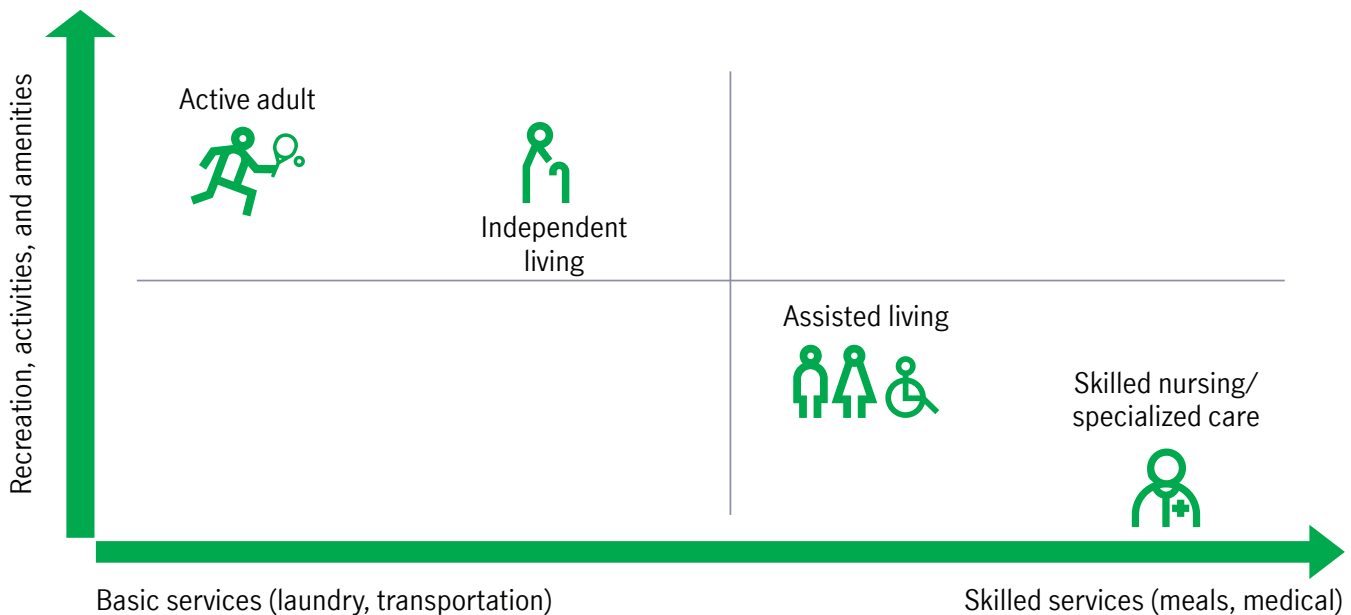 Recreation, activities, and amenities
Active adult
Independent
living
Assisted living
Skilled nursing/
specialized care
Basic services (laundry, transportation)
Skilled services (meals, medical)